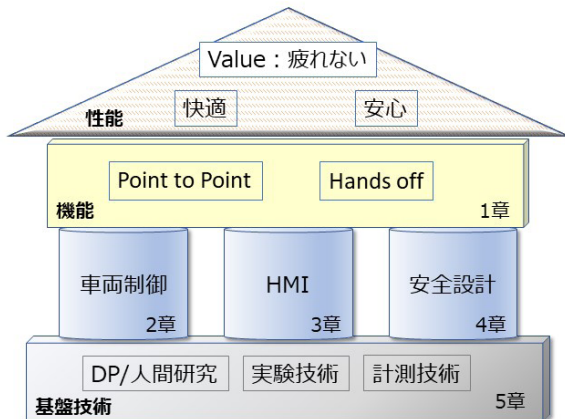 Value：疲れない
快適
安心
性能
Point to Point
Hands off
機能
1章
車両制御
2章
HMI
3章
安全設計
4章
DP/人間研究
実験技術
計測技術
基盤技術
5章